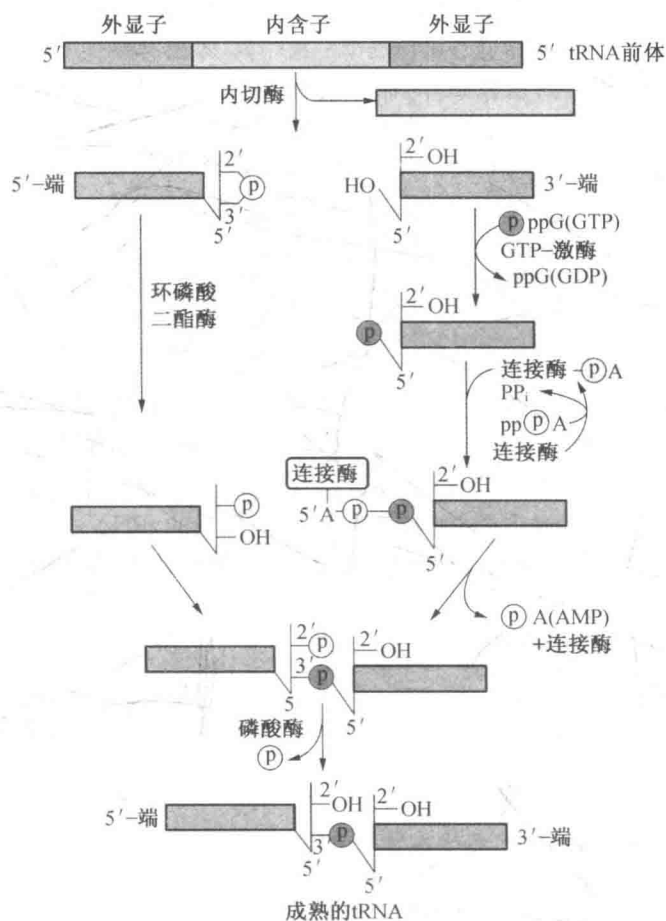 外显子 内含子 外显子
5′ 5′ tRNA前体
内切酶
2′ 2′
OH
5′-端 P HO 3′-端
3′
5′ 5′
P ppG(GTP)
GTP-激酶
ppG(GDP)
环磷酸
二酯酶
2′
OH
P
5′
连接酶-P A
PPi
pp P A
连接酶
连接酶
2′
OH
P
OH
5′A-P-P
5′
P A(AMP)
+连接酶
2′ P 2′ OH
3′ P
5 5′
磷酸酶
P
2′ OH 2′ OH
5′-端 3′ P 3′-端
5′ 5′
成熟的tRNA